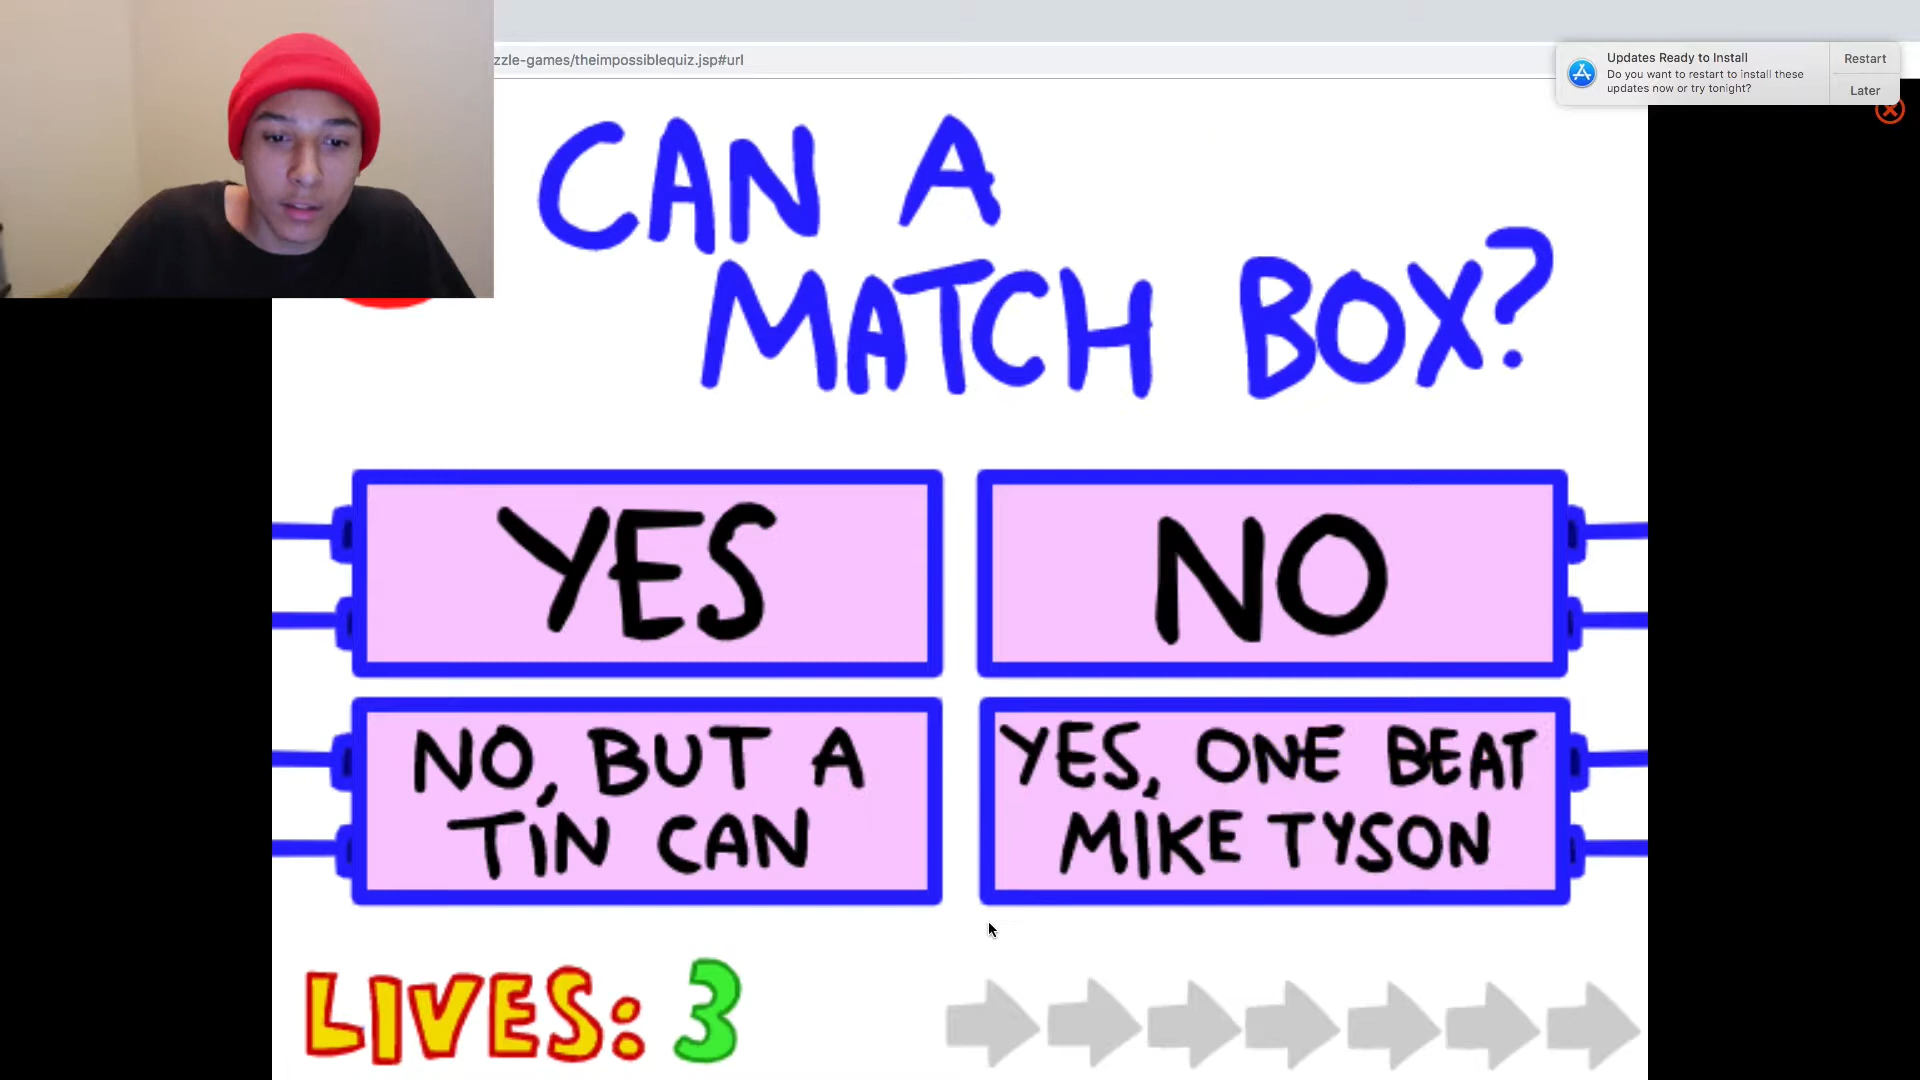 zzle-games/theimpossiblequiz.jsp#url
Updates Ready to Install
Do you want to restart to install these
updates now or try tonight?
Restart
Later
CAN A
MATCH BOX?
YES
NO
NO, BUT A
TIN CAN
YES, ONE BEAT
MIKE TYSON
LIVES: 3